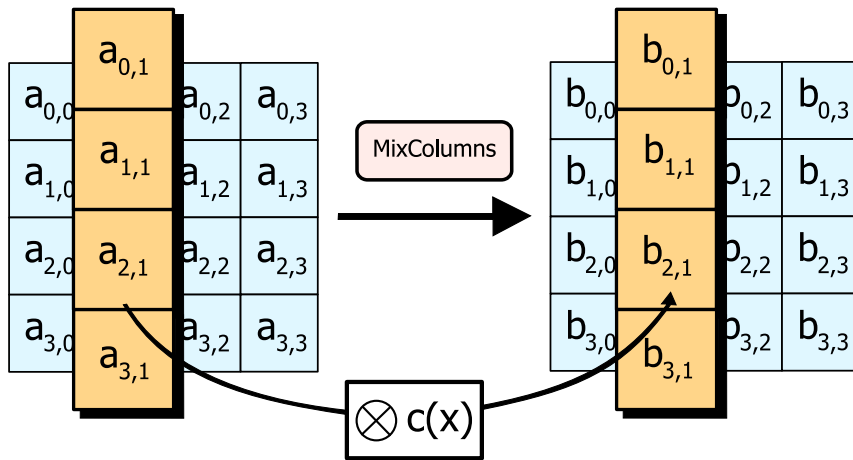 a0,1
a0,0 a0,2 a0,3
a1,1
a1,0 a1,2 a1,3
a2,1
a2,0 a2,2 a2,3
a3,1
a3,0 a3,2 a3,3
MixColumns
b0,1
b0,0 b0,2 b0,3
b1,1
b1,0 b1,2 b1,3
b2,1
b2,0 b2,2 b2,3
b3,1
b3,0 b3,2 b3,3
⊗ c(x)